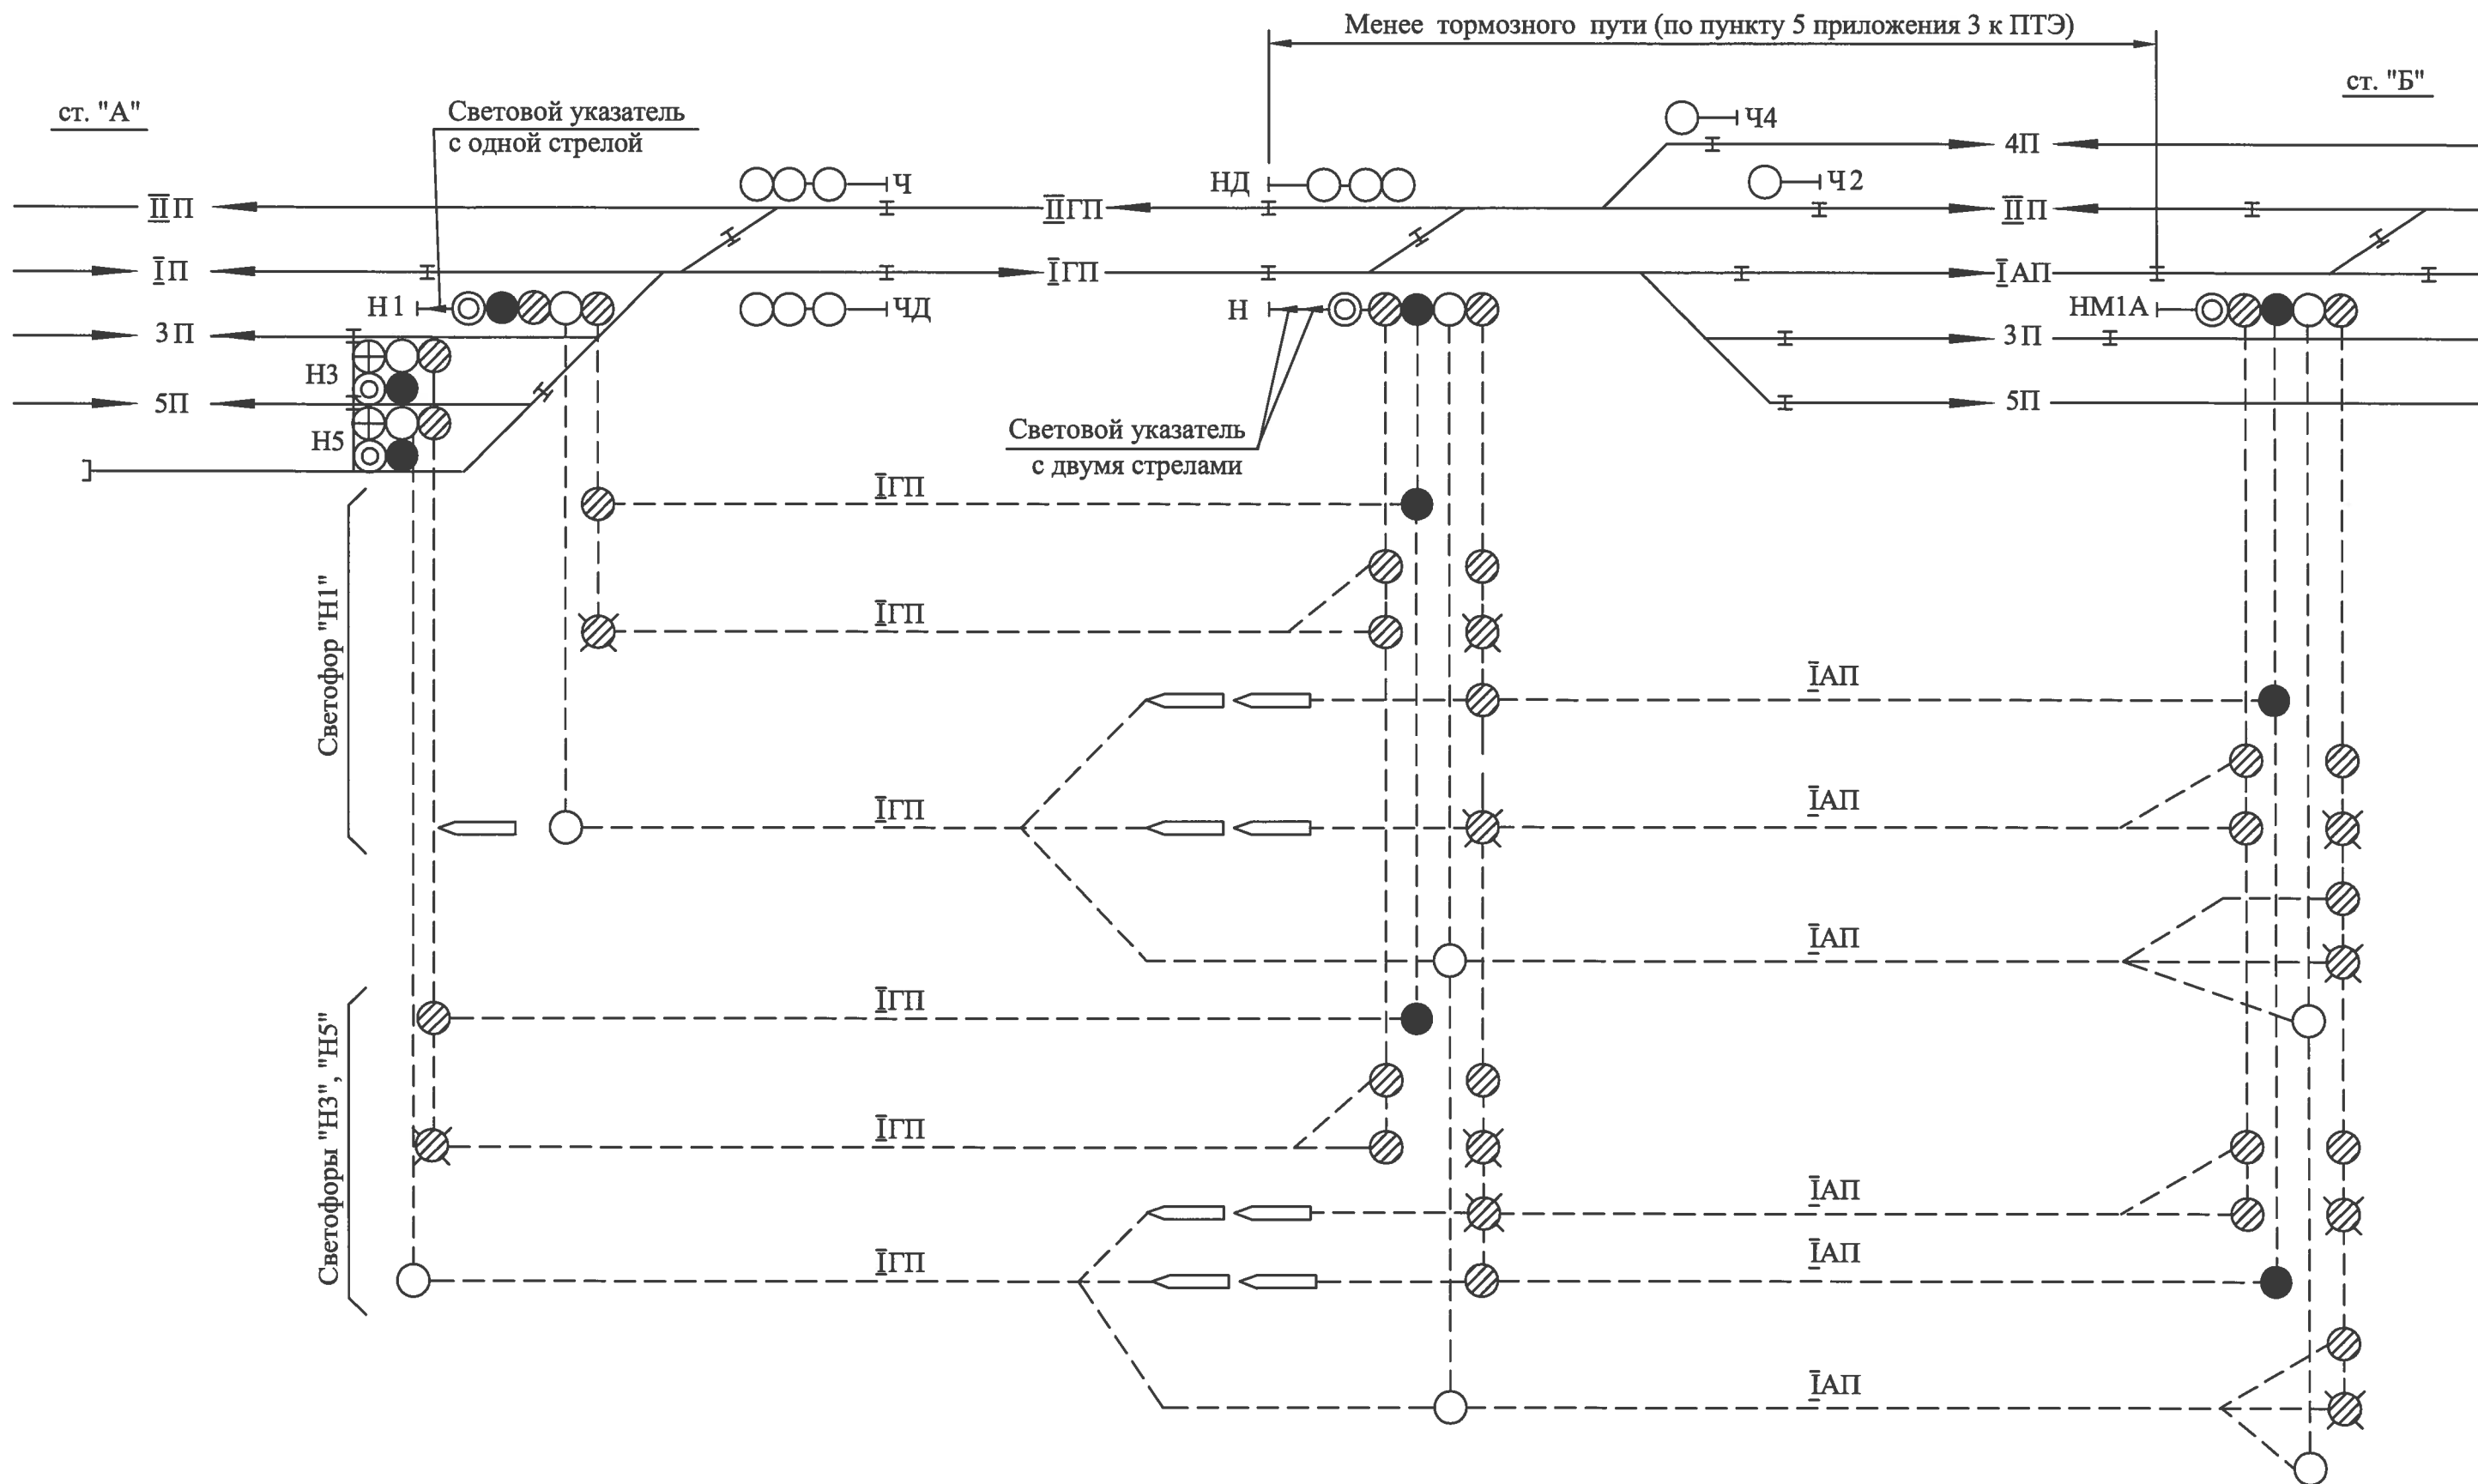 Менее тормозного пути (по пункту 5 приложения 3 к ПТЭ)
ст. "А"
ст. "Б"
Световой указатель
с одной стрелой
Ч4
4П
Ч
НД
Ч2
IIП
IIГП
IIП
IП
IГП
IАП
Н1
ЧД
Н
НМ1А
3П
3П
Н3
5П
5П
Н5
Световой указатель
с двумя стрелами
Светофор "Н1"
IГП
IГП
IАП
IГП
IАП
IАП
Светофоры "Н3", "Н5"
IГП
IГП
IАП
IГП
IАП
IАП